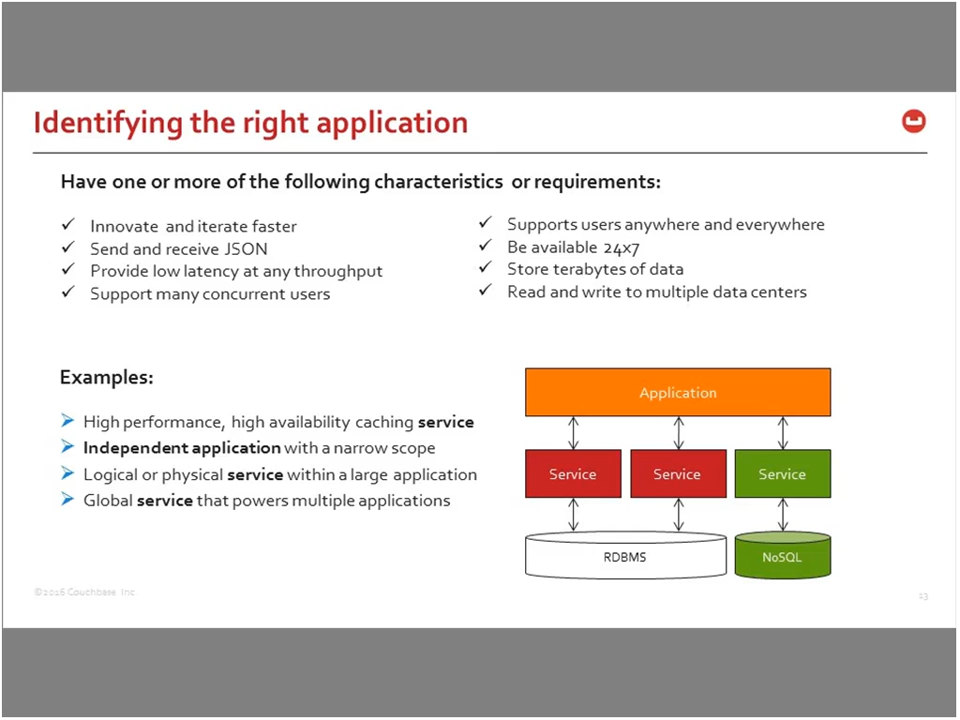 Identifying the right application
Have one or more of the following characteristics or requirements:
Innovate and iterate faster
Send and receive JSON
Provide low latency at any throughput
Support many concurrent users
Supports users anywhere and everywhere
Be available 24x7
Store terabytes of data
Read and write to multiple data centers
Examples:
High performance, high availability caching service
Independent application with a narrow scope
Logical or physical service within a large application
Global service that powers multiple applications
Application
Service
Service
Service
RDBMS
NoSQL
©2016 Couchbase Inc
13